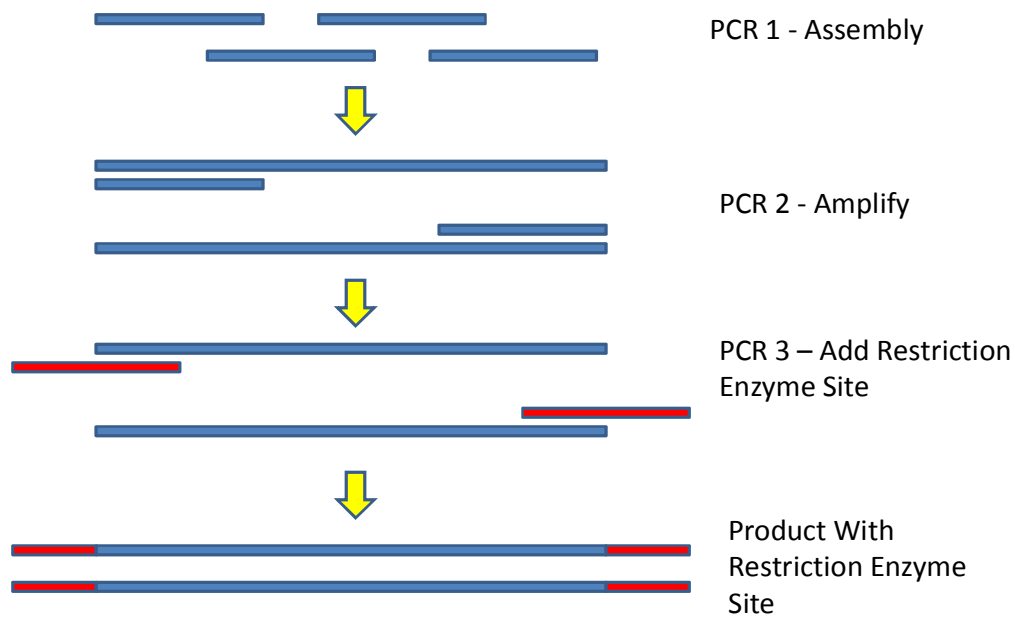 PCR 1 - Assembly
PCR 2 - Amplify
PCR 3 – Add Restriction
Enzyme Site
Product With
Restriction Enzyme
Site